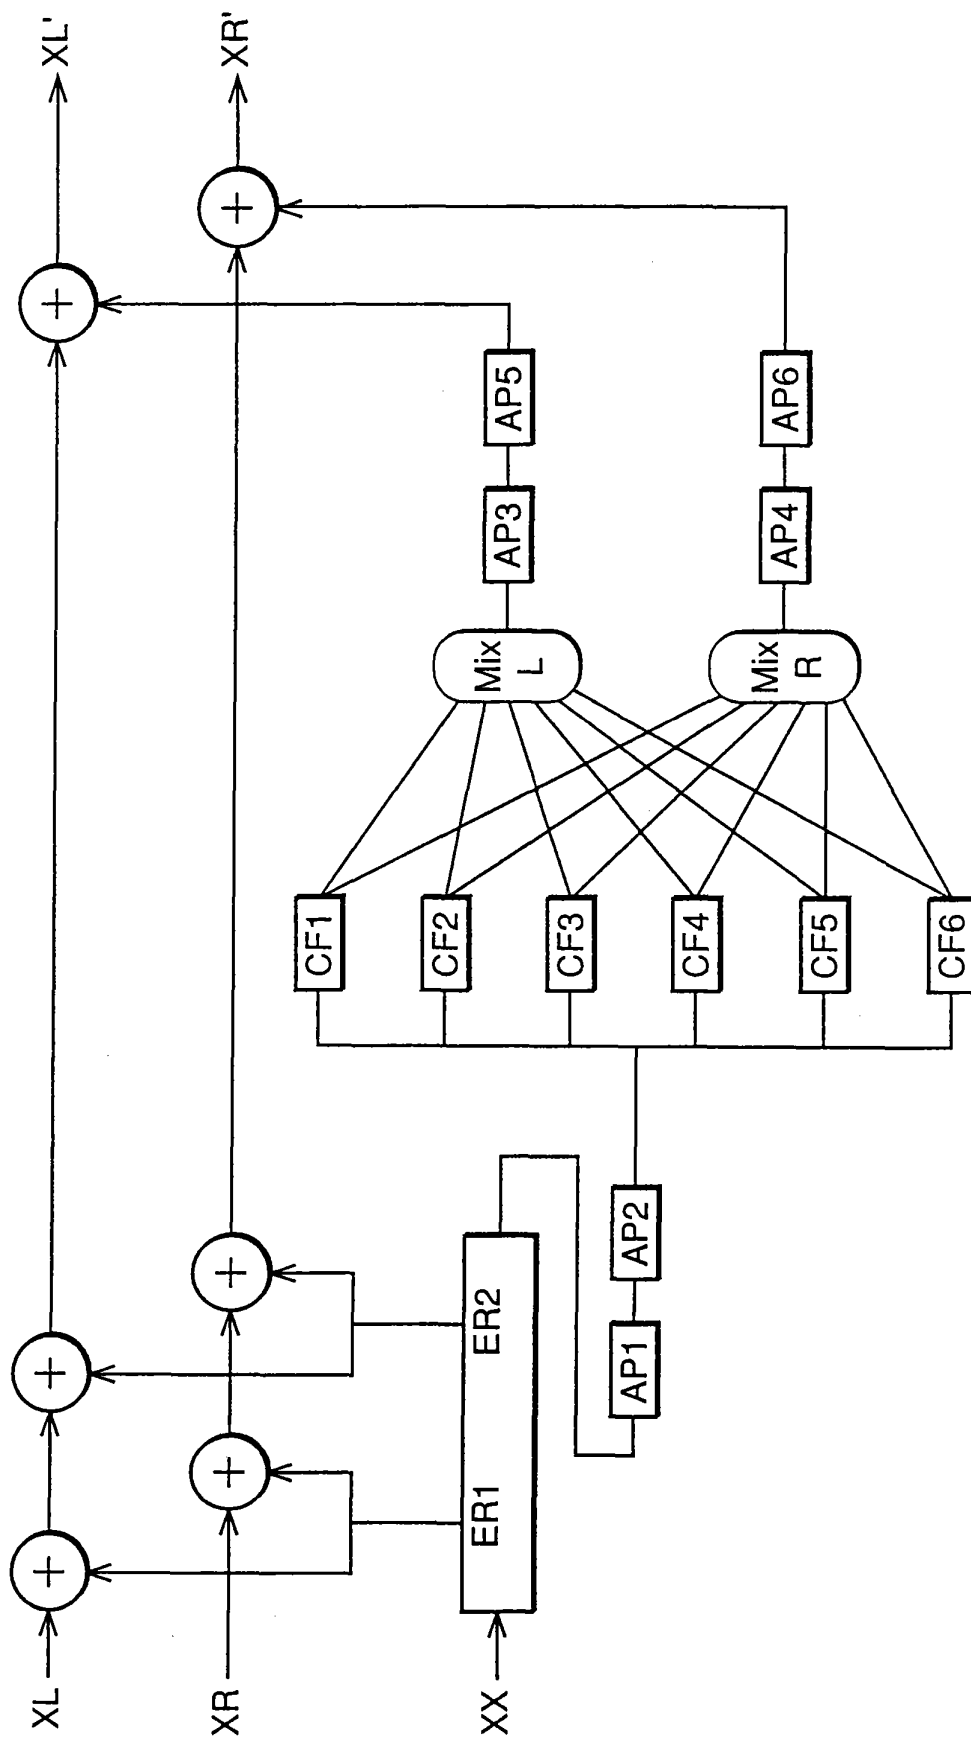 XL
+
+
+
XL'
XR
+
+
+
XR'
XX
ER1
ER2
AP1
AP2
CF1
CF2
CF3
CF4
CF5
CF6
Mix
L
Mix
R
AP3
AP5
AP4
AP6